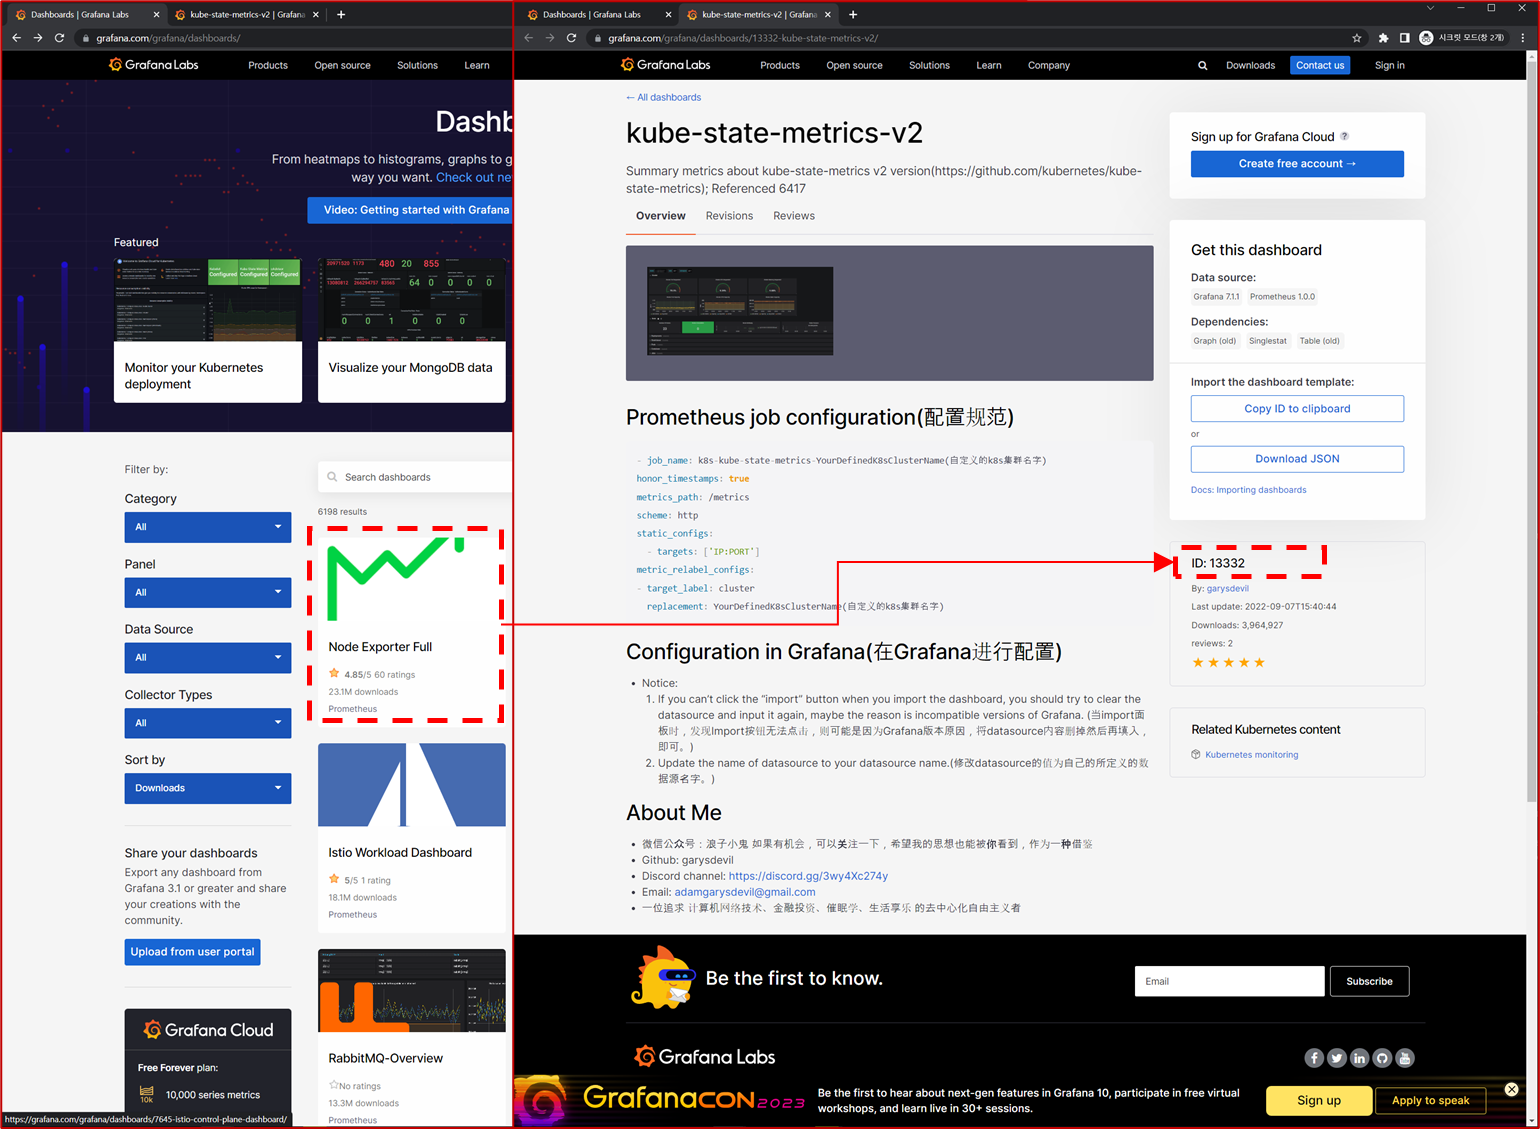 Dashboards | Grafana Labs
kube-state-metrics-v2 | Grafana
grafana.com/grafana/dashboards/
Grafana Labs
Products
Open source
Solutions
Learn
Dashb
From heatmaps to histograms, graphs to g
way you want. Check out ne
Video: Getting started with Grafana
Featured
Monitor your Kubernetes
deployment
Visualize your MongoDB data
Filter by:
Category
All
Panel
All
Data Source
All
Collector Types
All
Sort by
Downloads
Share your dashboards
Export any dashboard from
Grafana 3.1 or greater and share
your creations with the
community.
Upload from user portal
Grafana Cloud
Free Forever plan:
10k
10,000 series metrics
https://grafana.com/grafana/dashboards/7645-istio-control-plane-dashboard/
Search dashboards
6198 results
Node Exporter Full
4.85/5 60 ratings
23.1M downloads
Prometheus
Istio Workload Dashboard
5/5 1 rating
18.1M downloads
Prometheus
RabbitMQ-Overview
No ratings
13.3M downloads
Prometheus
Dashboards | Grafana Labs
kube-state-metrics-v2 | Grafana
grafana.com/grafana/dashboards/13332-kube-state-metrics-v2/
시크릿 모드(창 2개)
Grafana Labs
Products
Open source
Solutions
Learn
Company
Downloads
Contact us
Sign in
← All dashboards
kube-state-metrics-v2
Summary metrics about kube-state-metrics v2 version(https://github.com/kubernetes/kube-
state-metrics); Referenced 6417
Overview
Revisions
Reviews
Prometheus job configuration(配置规范)
- job_name: k8s-kube-state-metrics-YourDefinedK8sClusterName(自定义的k8s集群名字)
honor_timestamps: true
metrics_path: /metrics
scheme: http
static_configs:
- targets: ['IP:PORT']
metric_relabel_configs:
- target_label: cluster
replacement: YourDefinedK8sClusterName(自定义的k8s集群名字)
Configuration in Grafana(在Grafana进行配置)
• Notice:
1. If you can't click the "import" button when you import the dashboard, you should try to clear the
datasource and input it again, maybe the reason is incompatible versions of Grafana. (当import面
板时，发现Import按钮无法点击，则可能是因为Grafana版本原因，将datasource内容删掉然后再填入，
即可。)
2. Update the name of datasource to your datasource name.(修改datasource的值为自己的所定义的数
据源名字。)
About Me
• 微信公众号：浪子小鬼 如果有机会，可以关注一下，希望我的思想也能被你看到，作为一种借鉴
• Github: garysdevil
• Discord channel: https://discord.gg/3wy4Xc274y
• Email: adamgarysdevil@gmail.com
• 一位追求 计算机网络技术、金融投资、催眠学、生活享乐 的去中心化自由主义者
Sign up for Grafana Cloud ?
Create free account →
Get this dashboard
Data source:
Grafana 7.1.1
Prometheus 1.0.0
Dependencies:
Graph (old)
Singlestat
Table (old)
Import the dashboard template:
Copy ID to clipboard
or
Download JSON
Docs: Importing dashboards
ID: 13332
By: garysdevil
Last update: 2022-09-07T15:40:44
Downloads: 3,964,927
reviews: 2
Related Kubernetes content
Kubernetes monitoring
Be the first to know.
Email
Subscribe
Grafana Labs
GrafanaCON 2023
Be the first to hear about next-gen features in Grafana 10, participate in free virtual
workshops, and learn live in 30+ sessions.
Sign up
Apply to speak